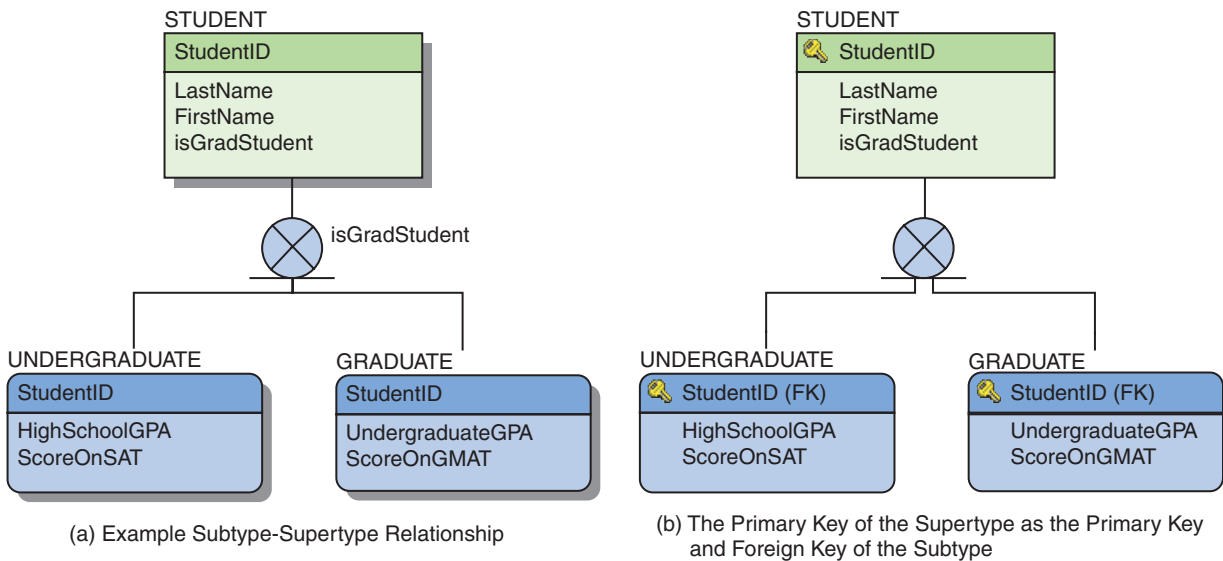 STUDENT
StudentID
LastName
FirstName
isGradStudent
isGradStudent
UNDERGRADUATE
StudentID
HighSchoolGPA
ScoreOnSAT
GRADUATE
StudentID
UndergraduateGPA
ScoreOnGMAT
(a) Example Subtype-Supertype Relationship
STUDENT
StudentID
LastName
FirstName
isGradStudent
UNDERGRADUATE
StudentID (FK)
HighSchoolGPA
ScoreOnSAT
GRADUATE
StudentID (FK)
UndergraduateGPA
ScoreOnGMAT
(b) The Primary Key of the Supertype as the Primary Key
and Foreign Key of the Subtype